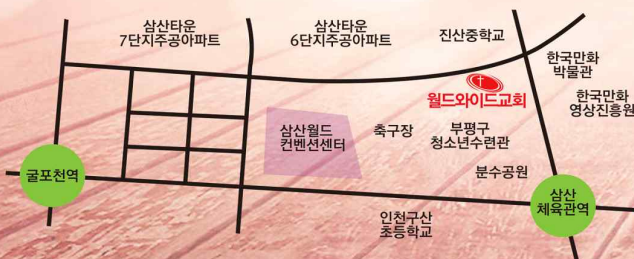 삼산타운
7단지주공아파트
삼산타운
6단지주공아파트
진산중학교
한국만화
박물관
월드와이드교회
한국만화
영상진흥원
삼산월드
컨벤션센터
축구장
부평구
청소년수련관
분수공원
굴포천역
삼산
체육관역
인천구산
초등학교